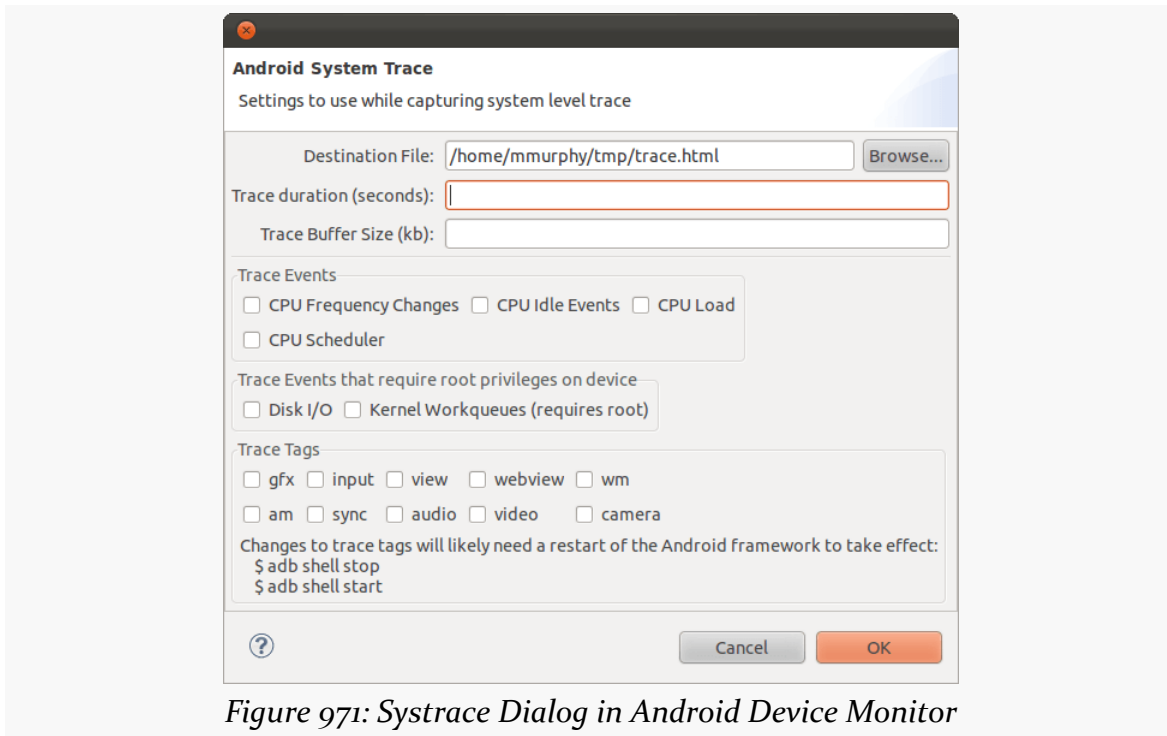 Android System Trace
Settings to use while capturing system level trace
Destination File: /home/mmurphy/tmp/trace.html Browse...
Trace duration (seconds):
Trace Buffer Size (kb):
Trace Events
CPU Frequency Changes CPU Idle Events CPU Load
CPU Scheduler
Trace Events that require root privileges on device
Disk I/O Kernel Workqueues (requires root)
Trace Tags
gfx input view webview wm
am sync audio video camera
Changes to trace tags will likely need a restart of the Android framework to take effect:
$ adb shell stop
$ adb shell start
? Cancel OK
Figure 971: Systrace Dialog in Android Device Monitor